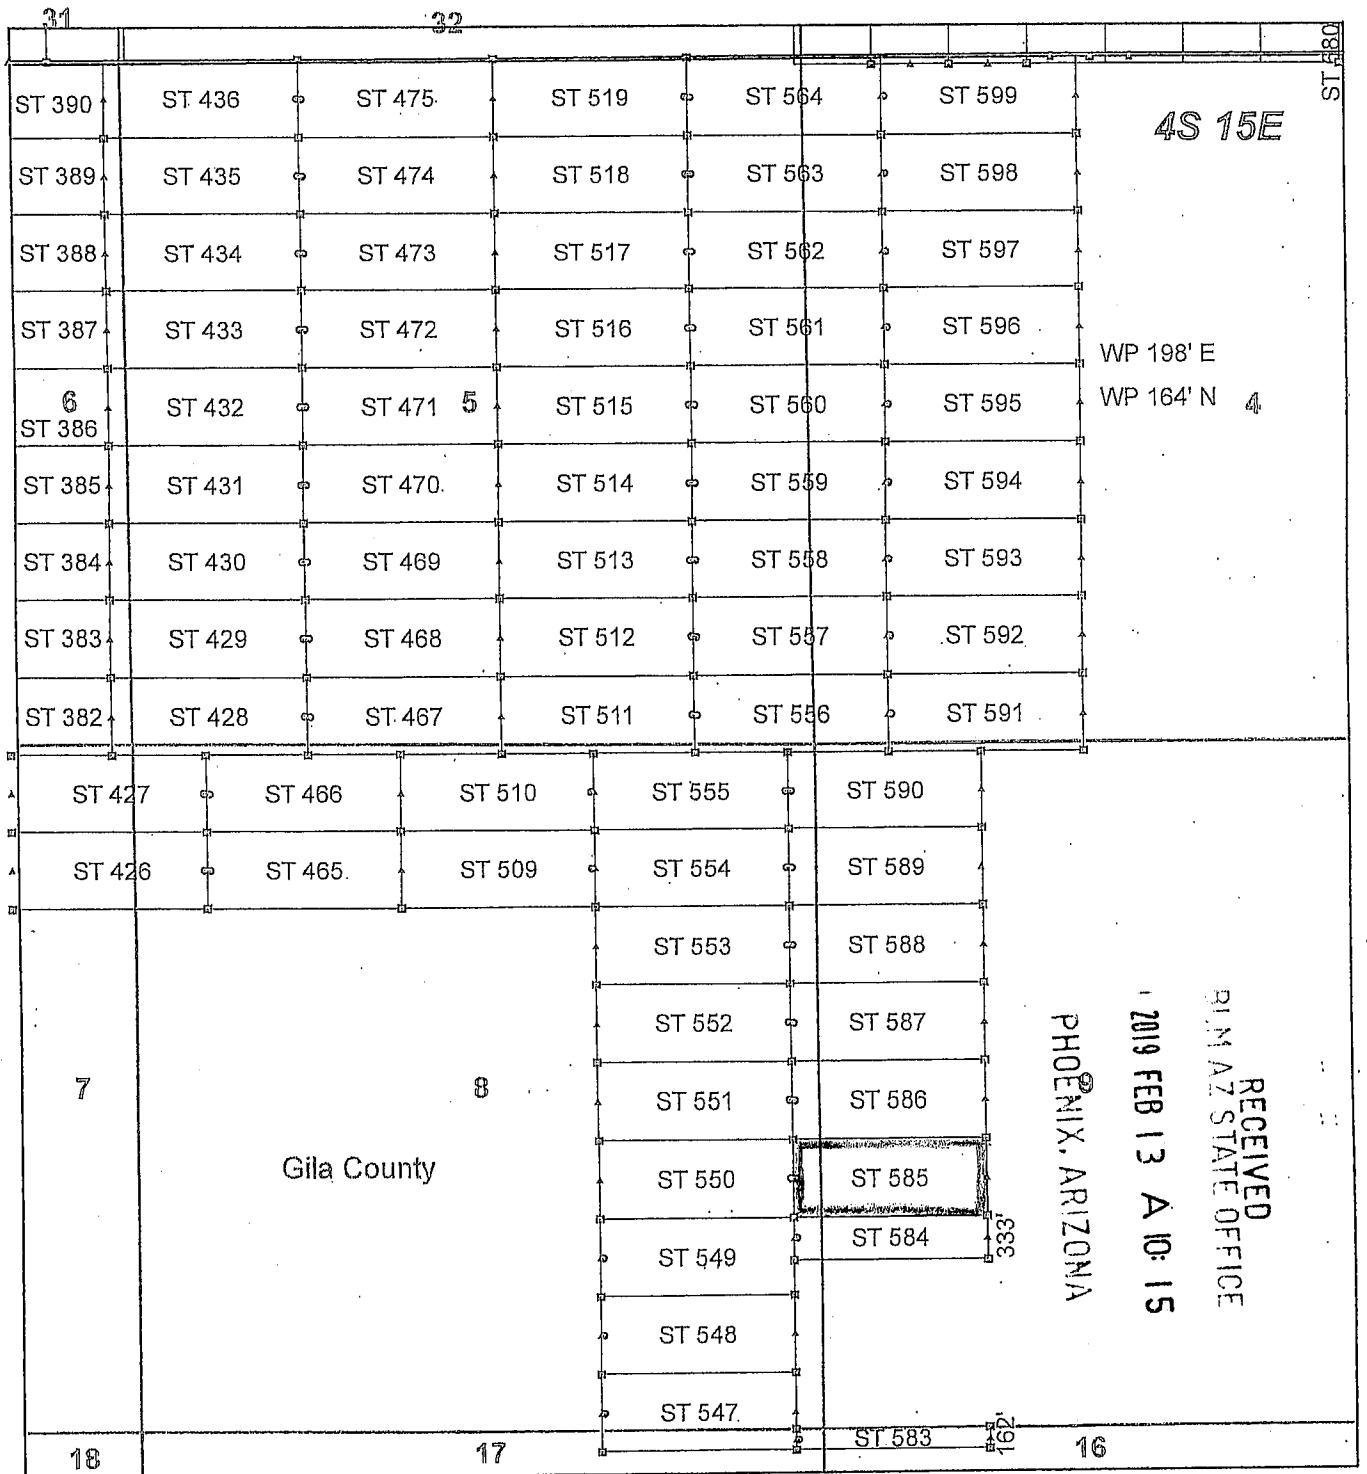 31 32
ST 680
ST 390 ST 436 ST 475 ST 519 ST 564 ST 599
4S 15E
ST 389 ST 435 ST 474 ST 518 ST 563 ST 598
ST 388 ST 434 ST 473 ST 517 ST 562 ST 597
ST 387 ST 433 ST 472 ST 516 ST 561 ST 596
WP 198' E
6 ST 432 ST 471 5 ST 515 ST 560 ST 595 WP 164' N 4
ST 386
ST 385 ST 431 ST 470 ST 514 ST 559 ST 594
ST 384 ST 430 ST 469 ST 513 ST 558 ST 593
ST 383 ST 429 ST 468 ST 512 ST 557 ST 592
ST 382 ST 428 ST 467 ST 511 ST 556 ST 591
ST 427 ST 466 ST 510 ST 555 ST 590
ST 426 ST 465 ST 509 ST 554 ST 589
ST 553 ST 588
ST 552 ST 587
7 8 ST 551 ST 586 9
Gila County ST 550 ST 585
ST 584 333'
ST 549
ST 548
ST 547
ST 583 162'
18 17 16
RECEIVED
BLM AZ STATE OFFICE
2019 FEB 13 A 10: 15
PHOENIX, ARIZONA